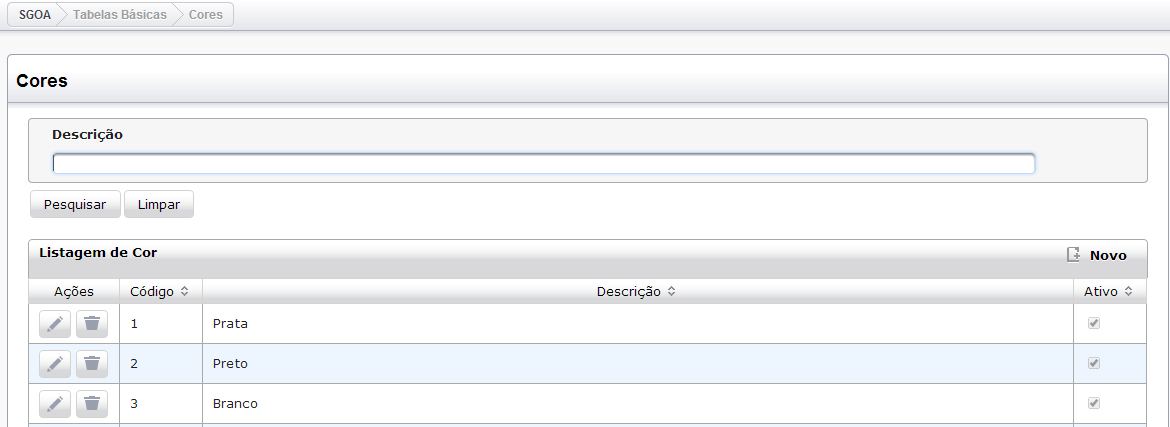 SGOA Tabelas Básicas Cores
Cores
Descrição
Pesquisar Limpar
Listagem de Cor Novo
Ações Código Descrição Ativo
1 Prata
2 Preto
3 Branco